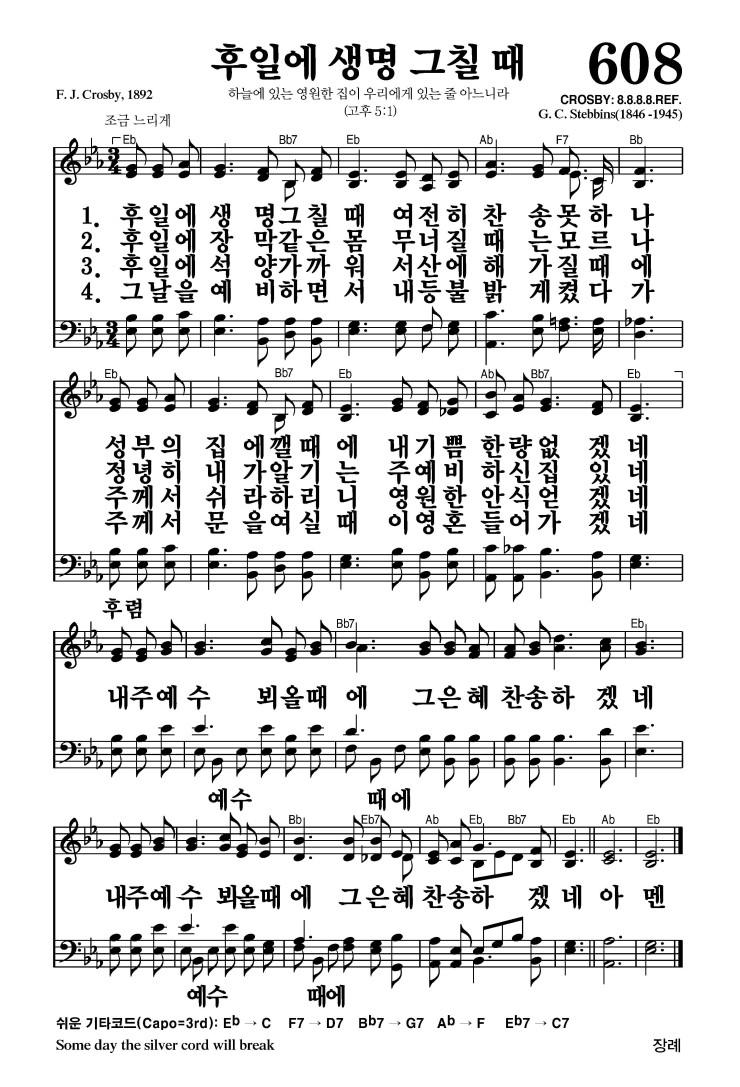 후일에 생명 그칠 때
608
F. J. Crosby, 1892
하늘에 있는 영원한 집이 우리에게 있는 줄 아느니라
(고후 5:1)
CROSBY: 8.8.8.8.REF.
G. C. Stebbins(1846 -1945)
조금 느리게
Eb Bb7 Eb Ab F7 Bb
1. 후일에 생 명그 칠 때 여전히 찬 송못 하 나
2. 후일에 장 막같 은 몸 무너질 때 는모 르 나
3. 후일에 석 양가 까 워 서산에 해 가질 때 에
4. 그날을 예 비하 면 서 내등불 밝 게켰 다 가
Eb Bb7 Eb Ab Bb7 Eb
성부의 집 에깰 때 에 내기쁨 한량없 겠 네
정녕히 내 가알 기 는 주예비 하신집 있 네
주께서 쉬 라하 리 니 영원한 안식얻 겠 네
주께서 문 을여 실 때 이영혼 들어가 겠 네
후렴
Bb7 Eb
내주예 수 뵈올때 에 그은혜 찬송하 겠 네
예수 때에
Bb Eb7 Ab Eb Bb7 Eb Ab Eb
내주예 수 뵈올때 에 그은혜 찬송하 겠 네 아 멘
예수 때에
쉬운 기타코드(Capo=3rd): Eb → C F7 → D7 Bb7 → G7 Ab → F Eb7 → C7
Some day the silver cord will break
장례